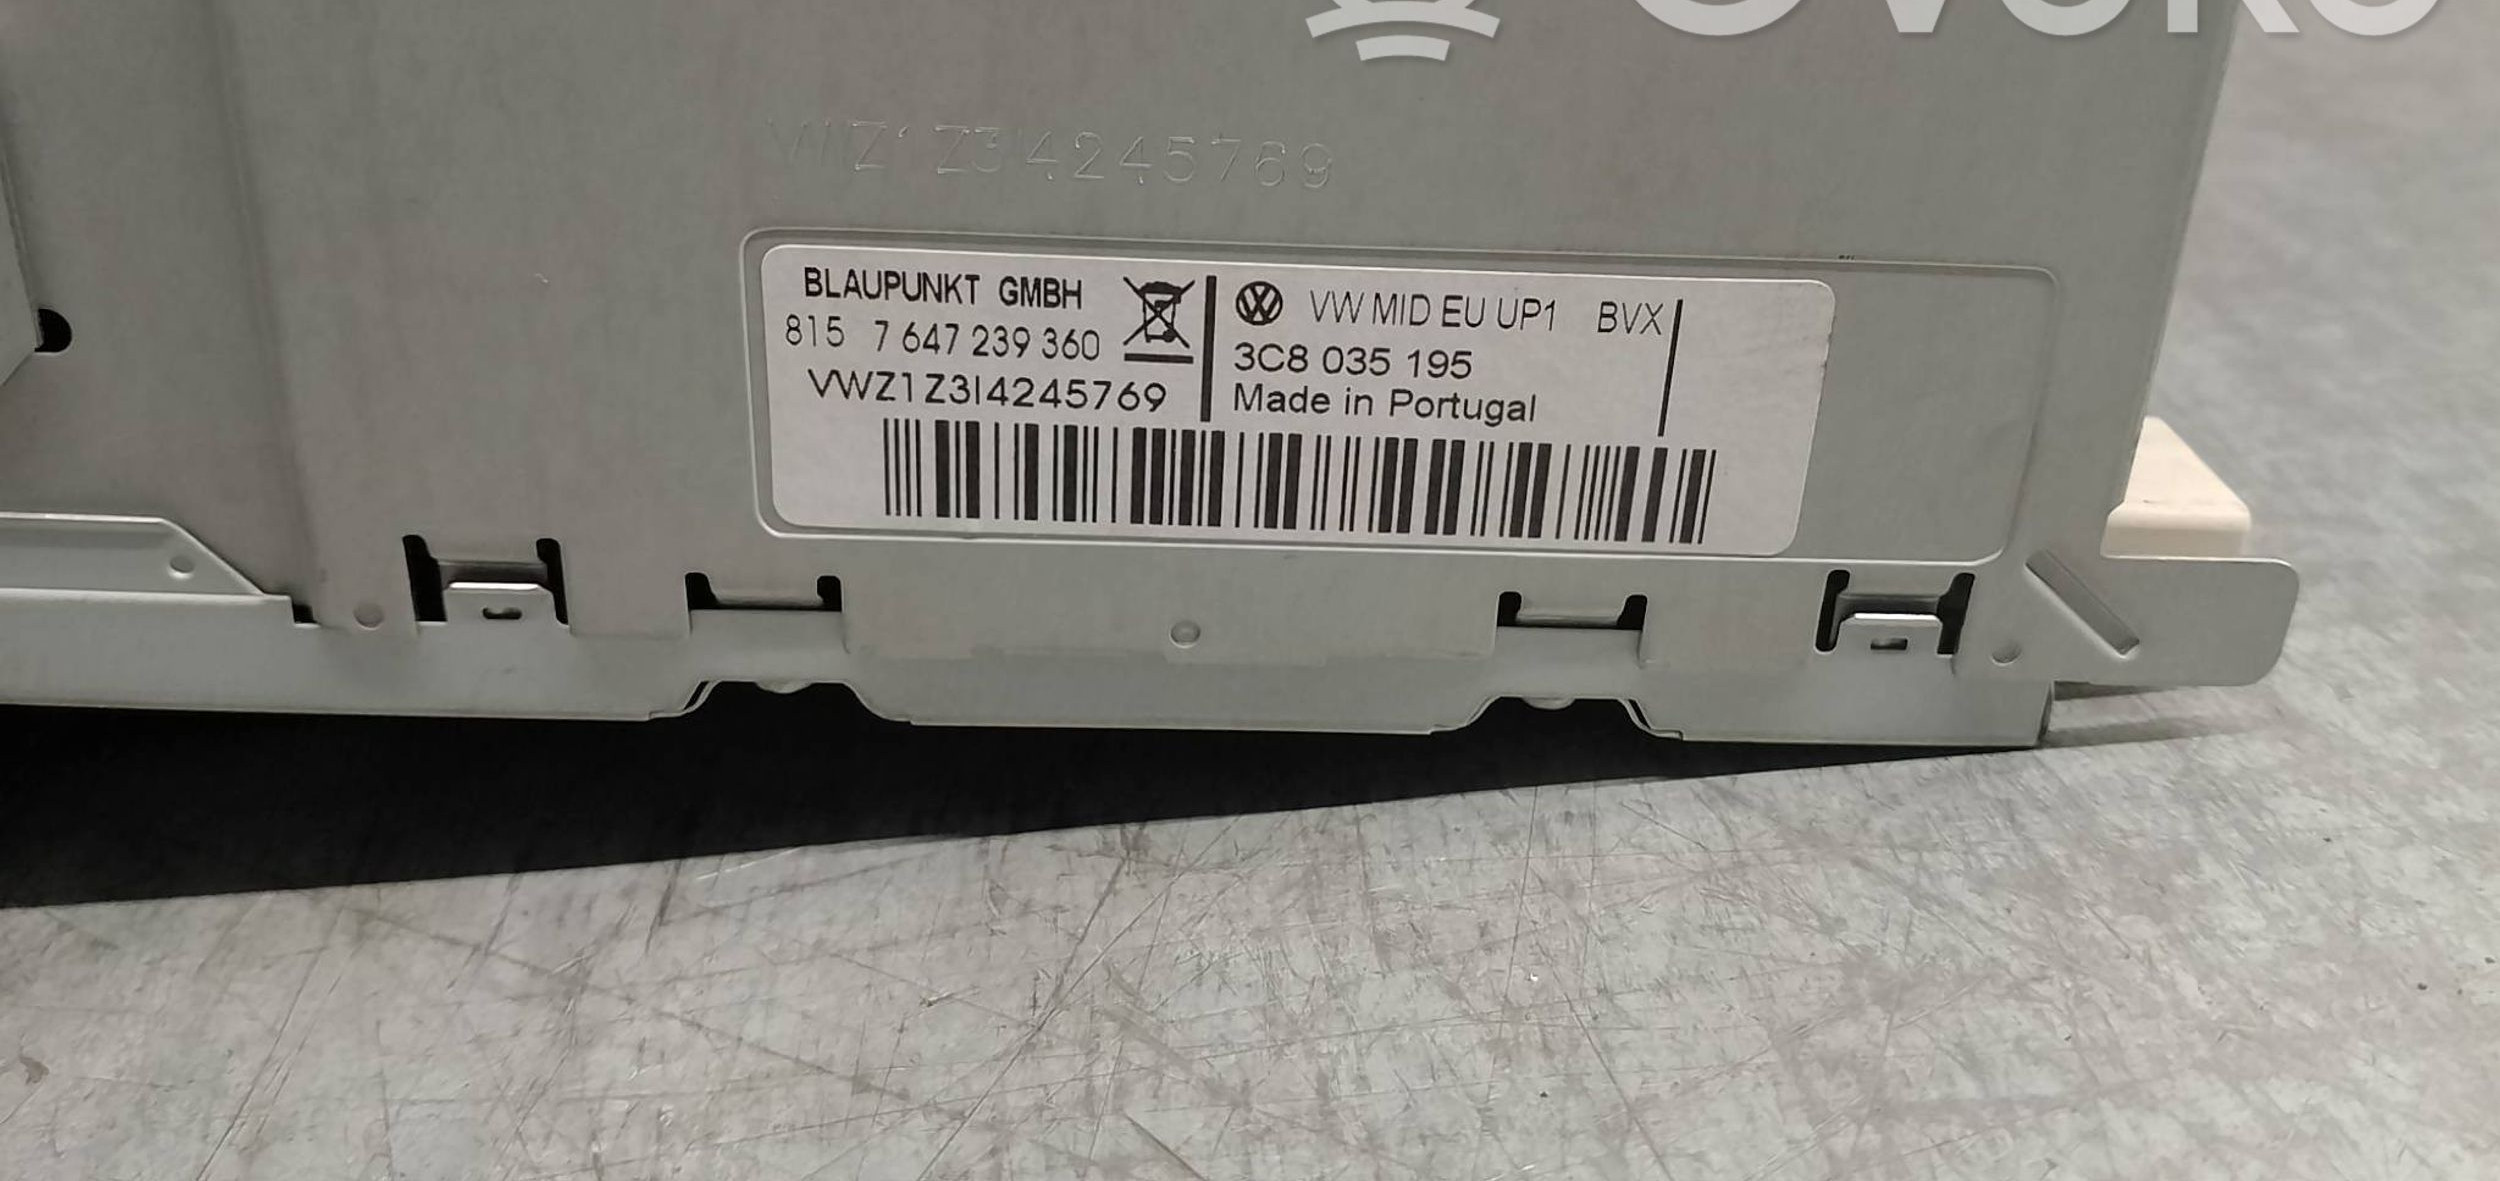 VWZ1Z3I4245769
BLAUPUNKT GMBH
815 7 647 239 360
VWZ1Z3I4245769
VW MID EU UP1 BVX
3C8 035 195
Made in Portugal